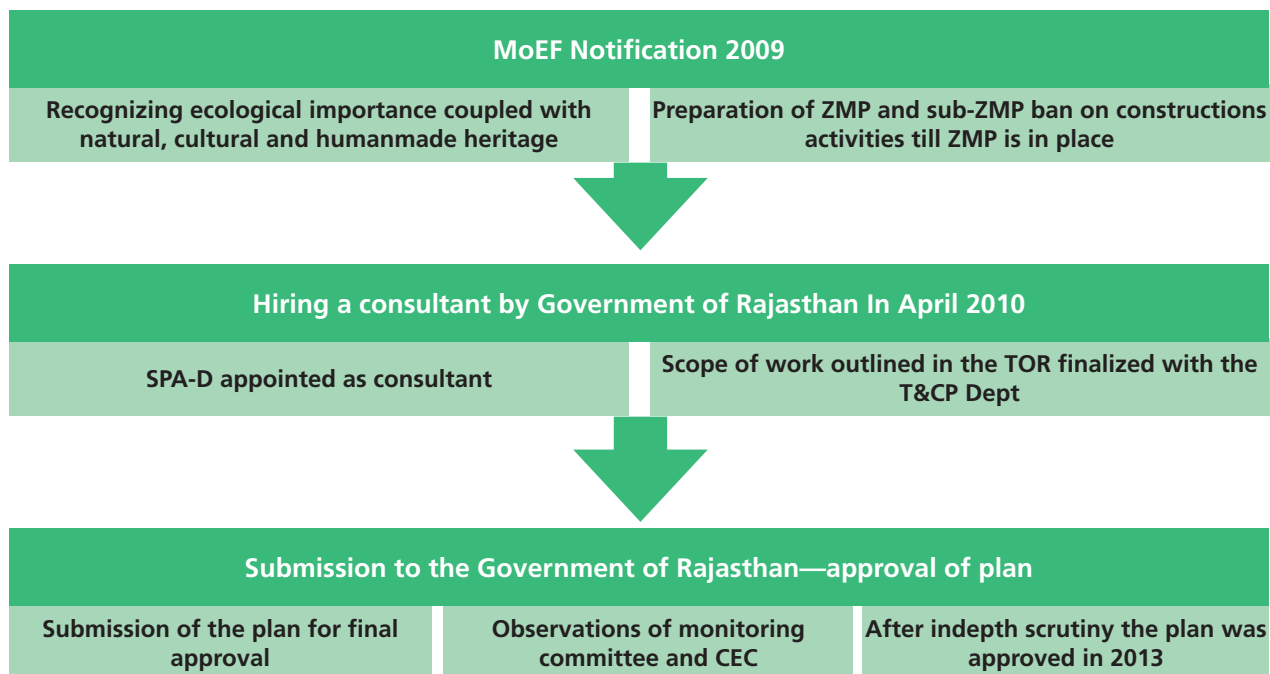 MoEF Notification 2009
Recognizing ecological importance coupled with
natural, cultural and humanmade heritage
Preparation of ZMP and sub-ZMP ban on constructions
activities till ZMP is in place
Hiring a consultant by Government of Rajasthan In April 2010
SPA-D appointed as consultant
Scope of work outlined in the TOR finalized with the
T&CP Dept
Submission to the Government of Rajasthan—approval of plan
Submission of the plan for final
approval
Observations of monitoring
committee and CEC
After indepth scrutiny the plan was
approved in 2013